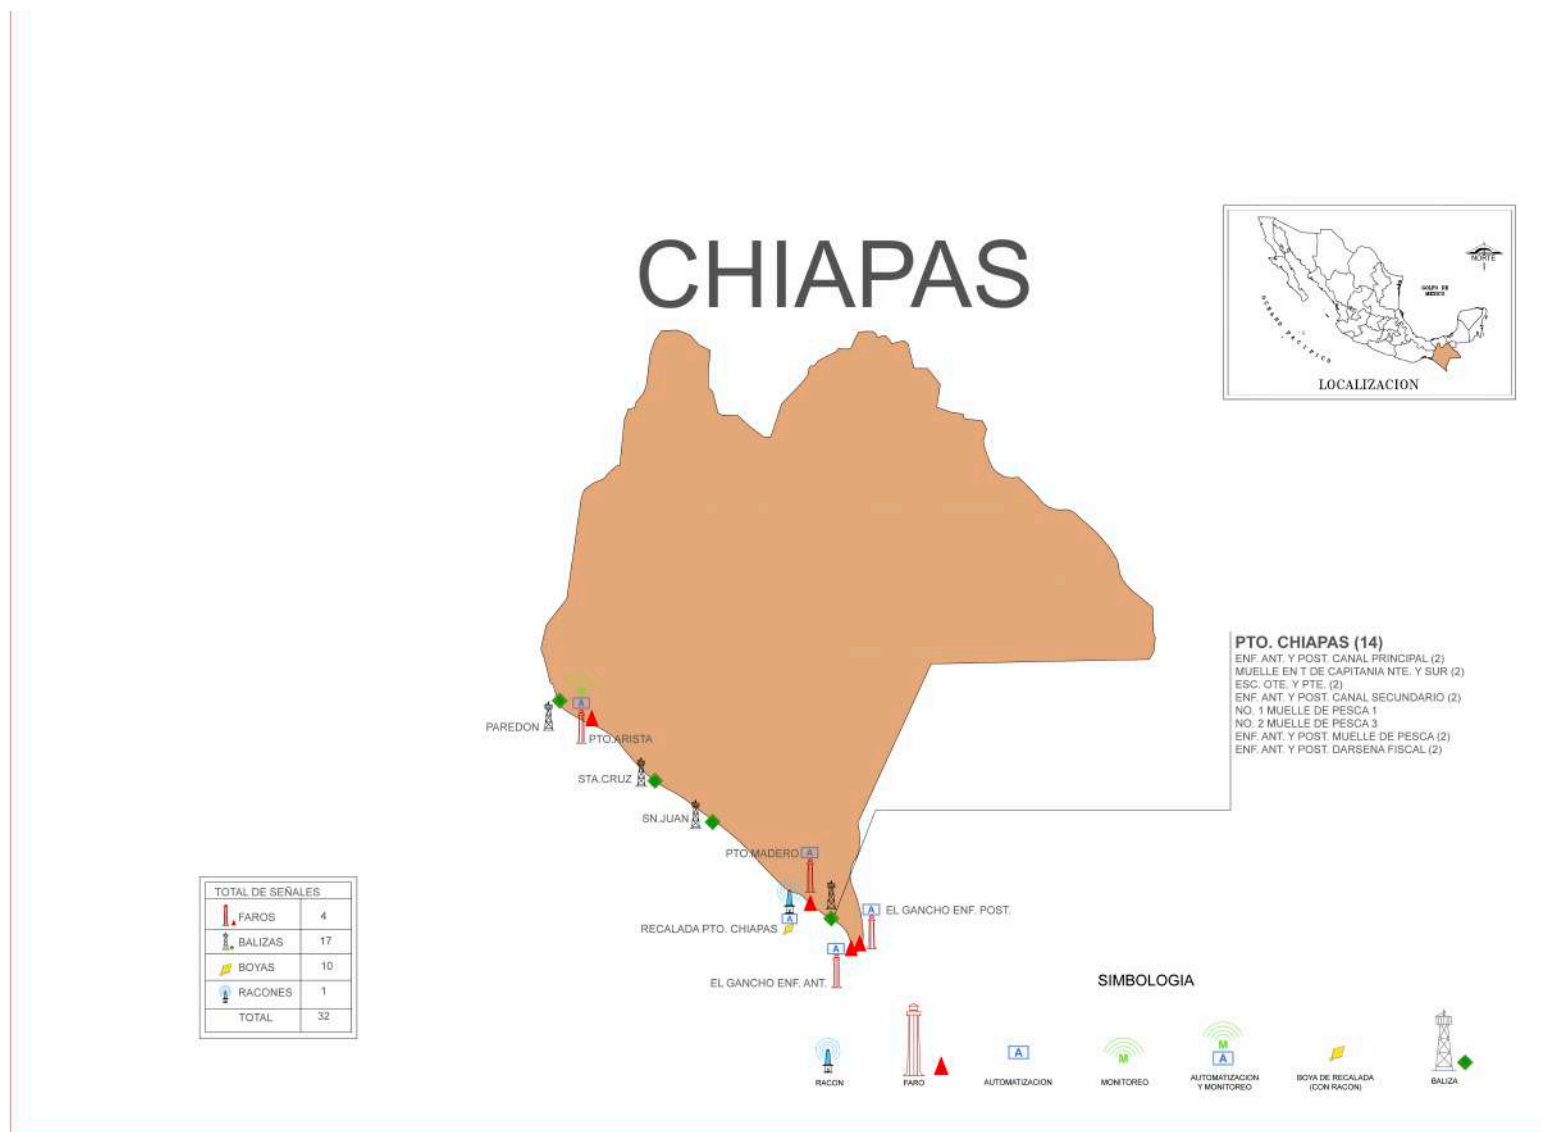 CHIAPAS
NORTE
GOLFO DE
MEXICO
OCEANO PACIFICO
LOCALIZACION
PTO. CHIAPAS (14)
ENF. ANT. Y POST. CANAL PRINCIPAL (2)
MUELLE EN T DE CAPITANIA NTE. Y SUR (2)
ESC. OTE. Y PTE. (2)
ENF. ANT. Y POST. CANAL SECUNDARIO (2)
NO. 1 MUELLE DE PESCA 1
NO. 2 MUELLE DE PESCA 3
ENF. ANT. Y POST. MUELLE DE PESCA (2)
ENF. ANT. Y POST. DARSENA FISCAL (2)
M
A
PAREDON
PTO.ARISTA
STA.CRUZ
SN.JUAN
PTO.MADERO
A
A
RECALADA PTO. CHIAPAS
A
EL GANCHO ENF. POST.
A
EL GANCHO ENF. ANT.
TOTAL DE SEÑALES
FAROS 4
BALIZAS 17
BOYAS 10
RACONES 1
TOTAL 32
SIMBOLOGIA
RACON
FARO
A
AUTOMATIZACION
M
MONITOREO
M
A
AUTOMATIZACION
Y MONITOREO
BOYA DE RECALADA
(CON RACON)
BALIZA